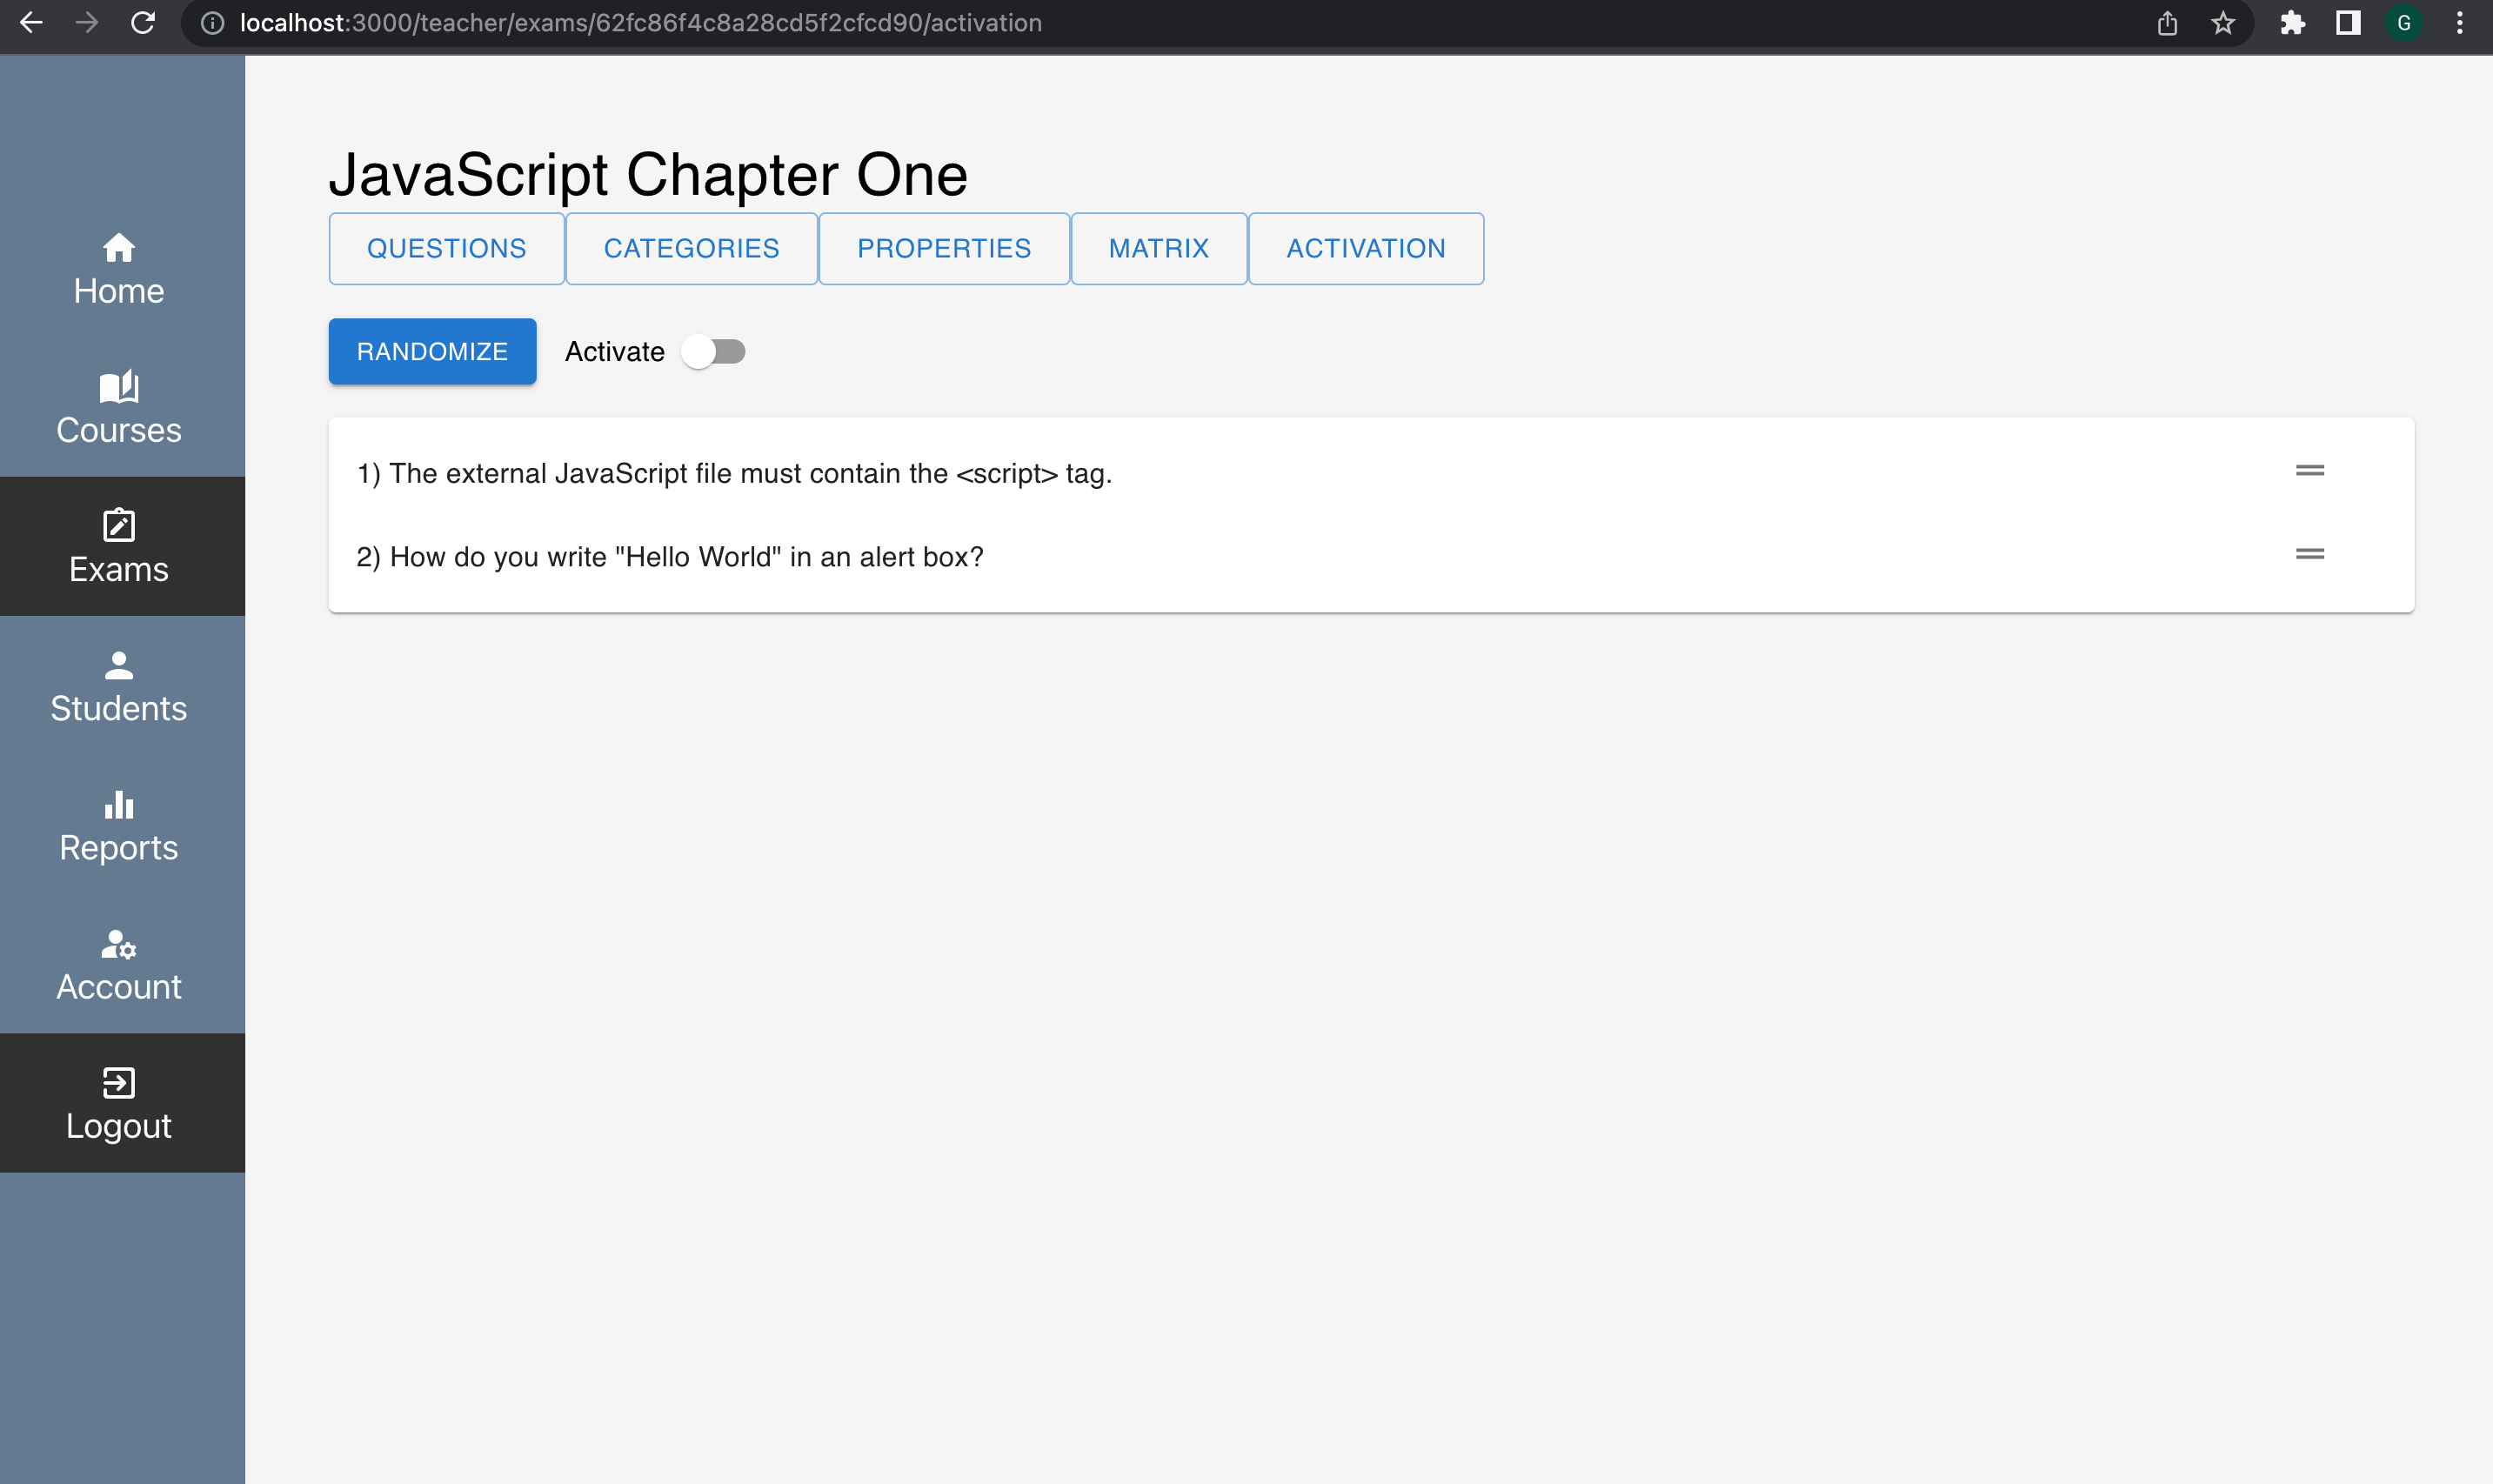 localhost:3000/teacher/exams/62fc86f4c8a28cd5f2cfcd90/activation
G
Home
Courses
Exams
Students
Reports
Account
Logout
JavaScript Chapter One
QUESTIONS CATEGORIES PROPERTIES MATRIX ACTIVATION
RANDOMIZE Activate
1) The external JavaScript file must contain the <script> tag.
2) How do you write "Hello World" in an alert box?